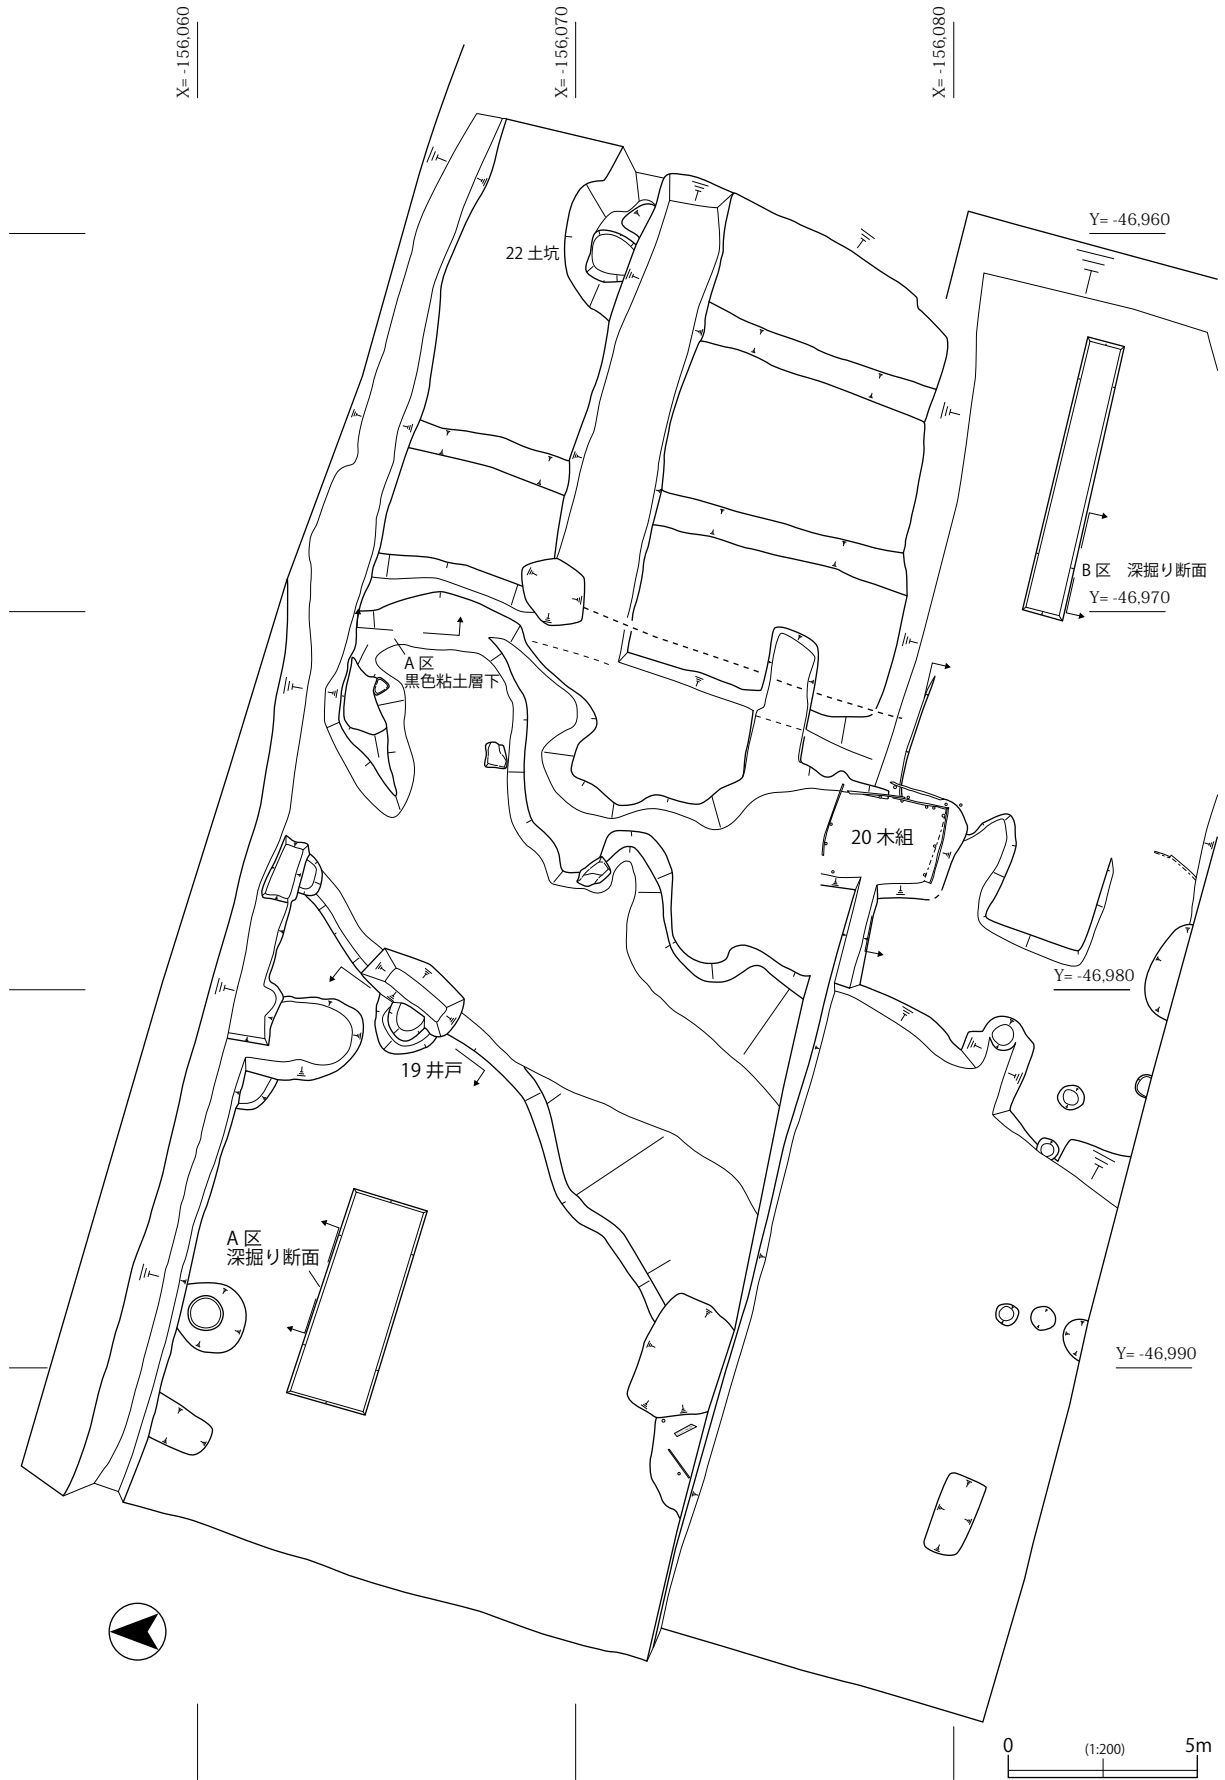 X= -156,060
X= -156,070
X= -156,080
Y= -46,960
22 土坑
B 区　深掘り断面
Y= -46,970
A 区
黒色粘土層下
20 木組
Y= -46,980
19 井戸
A 区
深掘り断面
Y= -46,990
0
(1:200)
5m